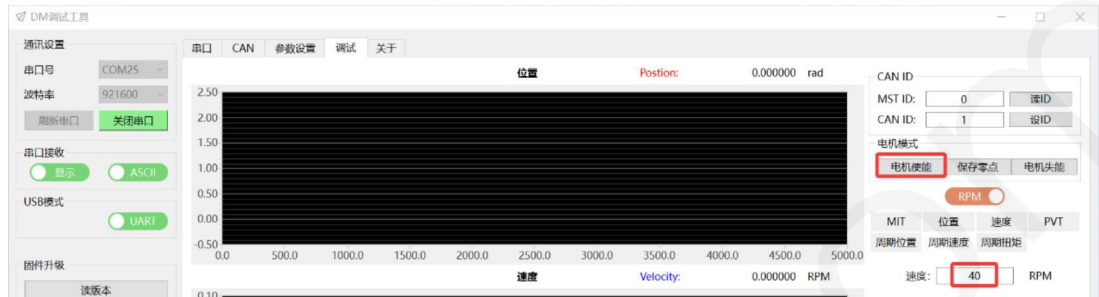 DM调试工具
通讯设置
串口号 COM25
波特率 921600
刷新串口 关闭串口
串口接收
显示 ASCII
USB模式
UART
固件升级
读版本
串口 CAN 参数设置 调试 关于
位置 Postion: 0.000000 rad
2.50
2.00
1.50
1.00
0.50
0.00
-0.50
0.0 500.0 1000.0 1500.0 2000.0 2500.0 3000.0 3500.0 4000.0 4500.0 5000.0
速度 Velocity: 0.000000 RPM
0.10
CAN ID
MST ID: 0 读ID
CAN ID: 1 设ID
电机模式
电机使能 保存零点 电机失能
RPM
MIT 位置 速度 PVT
周期位置 周期速度 周期扭矩
速度: 40 RPM